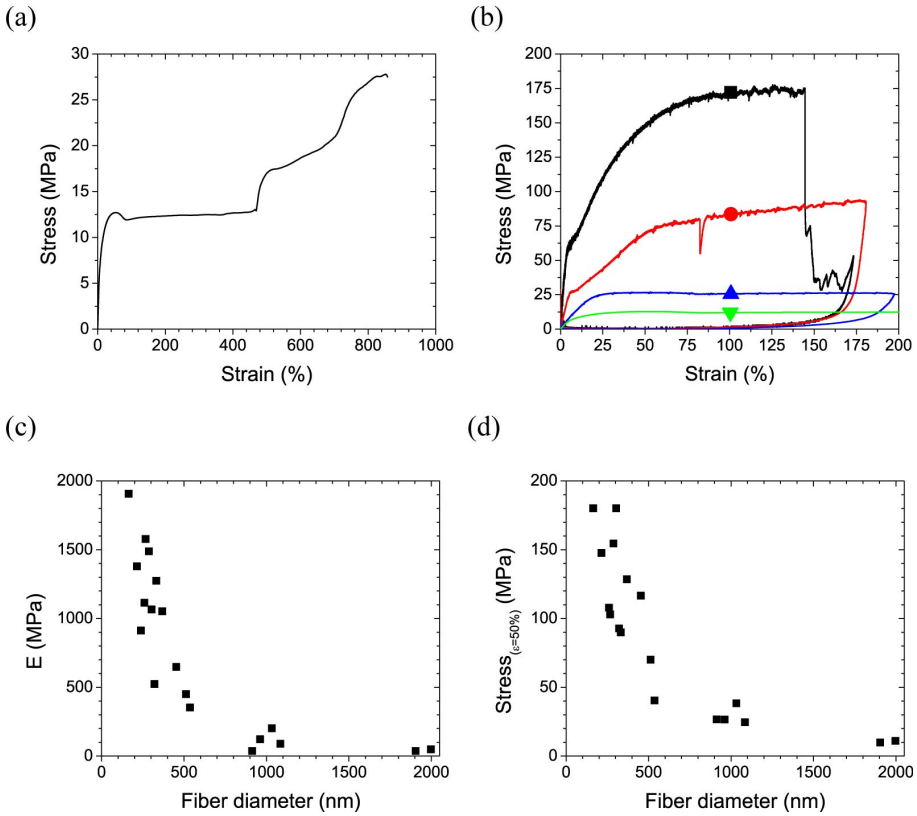 (a)
30
25
20
15
10
5
0
0 200 400 600 800 1000
Stress (MPa)
Strain (%)
(b)
200
175
150
125
100
75
50
25
0
0 25 50 75 100 125 150 175 200
Stress (MPa)
Strain (%)
(c)
2000
1500
1000
500
0
0 500 1000 1500 2000
E (MPa)
Fiber diameter (nm)
(d)
200
150
100
50
0
0 500 1000 1500 2000
Stress(ε=50%) (MPa)
Fiber diameter (nm)